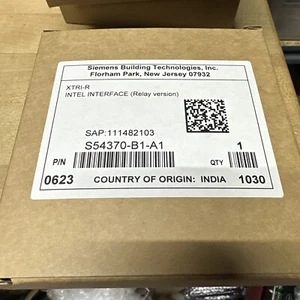 Siemens Building Technologies, Inc.
Florham Park, New Jersey 07932
XTRI-R
INTEL INTERFACE (Relay version)
SAP:111482103
P/N S54370-B1-A1 QTY 1
0623 COUNTRY OF ORIGIN: INDIA 1030